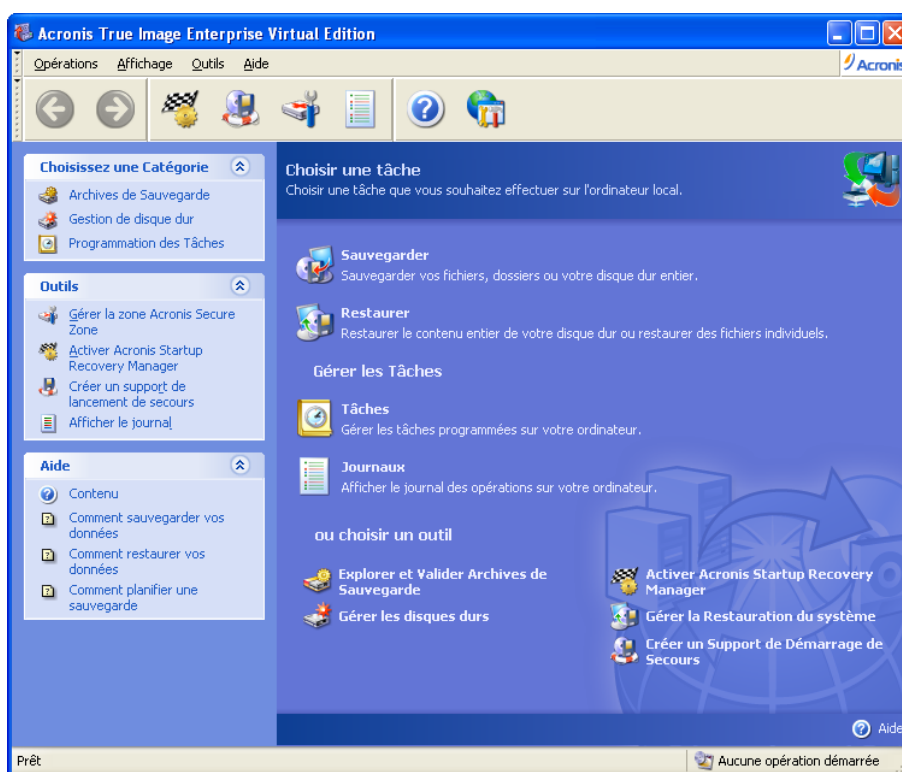 Acronis True Image Enterprise Virtual Edition
Opérations Affichage Outils Aide
Acronis
Choisissez une Catégorie
Archives de Sauvegarde
Gestion de disque dur
Programmation des Tâches
Outils
Gérer la zone Acronis Secure
Zone
Activer Acronis Startup
Recovery Manager
Créer un support de
lancement de secours
Afficher le journal
Aide
Contenu
Comment sauvegarder vos
données
Comment restaurer vos
données
Comment planifier une
sauvegarde
Choisir une tâche
Choisir une tâche que vous souhaitez effectuer sur l'ordinateur local.
Sauvegarder
Sauvegarder vos fichiers, dossiers ou votre disque dur entier.
Restaurer
Restaurer le contenu entier de votre disque dur ou restaurer des fichiers individuels.
Gérer les Tâches
Tâches
Gérer les tâches programmées sur votre ordinateur.
Journaux
Afficher le journal des opérations sur votre ordinateur.
ou choisir un outil
Explorer et Valider Archives de
Sauvegarde
Gérer les disques durs
Activer Acronis Startup Recovery
Manager
Gérer la Restauration du système
Créer un Support de Démarrage de
Secours
Aide
Prêt
Aucune opération démarrée